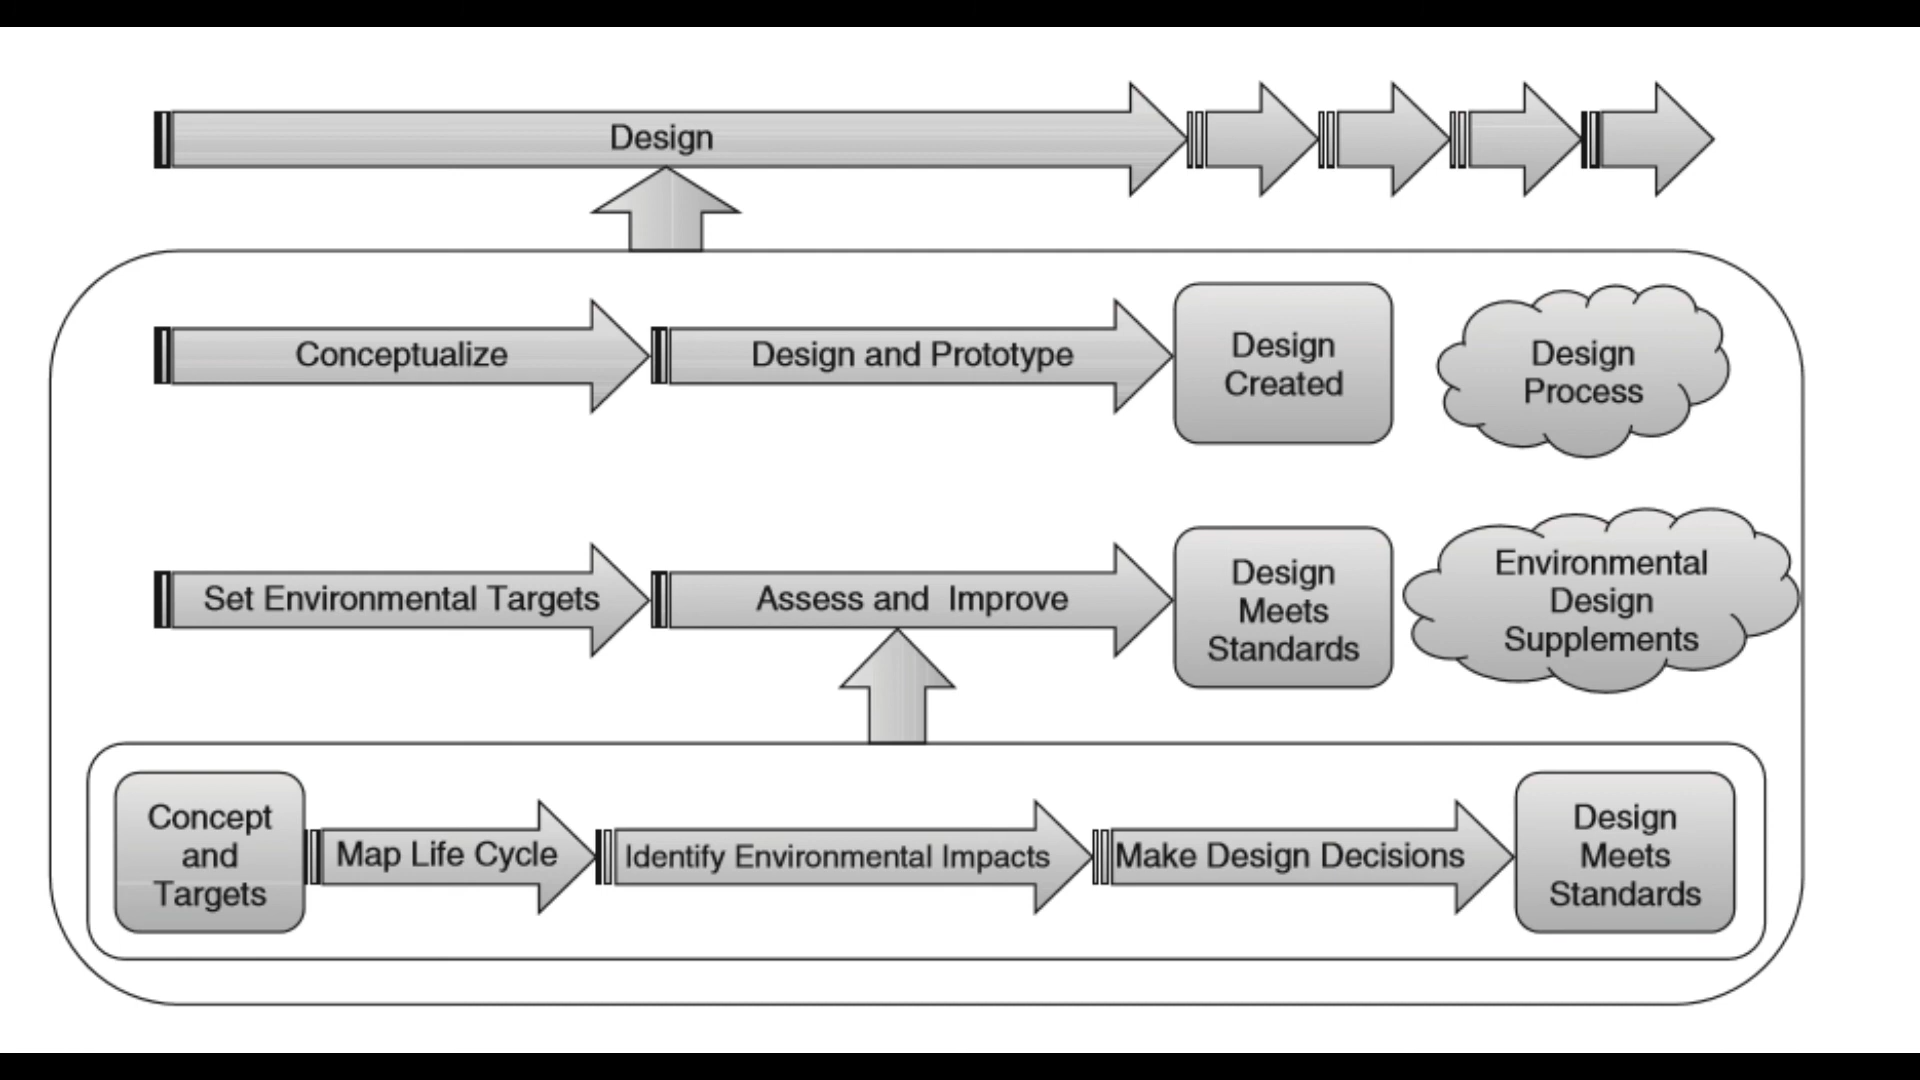 Design
Conceptualize
Design and Prototype
Design
Created
Design
Process
Set Environmental Targets
Assess and Improve
Design
Meets
Standards
Environmental
Design
Supplements
Concept
and
Targets
Map Life Cycle
Identify Environmental Impacts
Make Design Decisions
Design
Meets
Standards